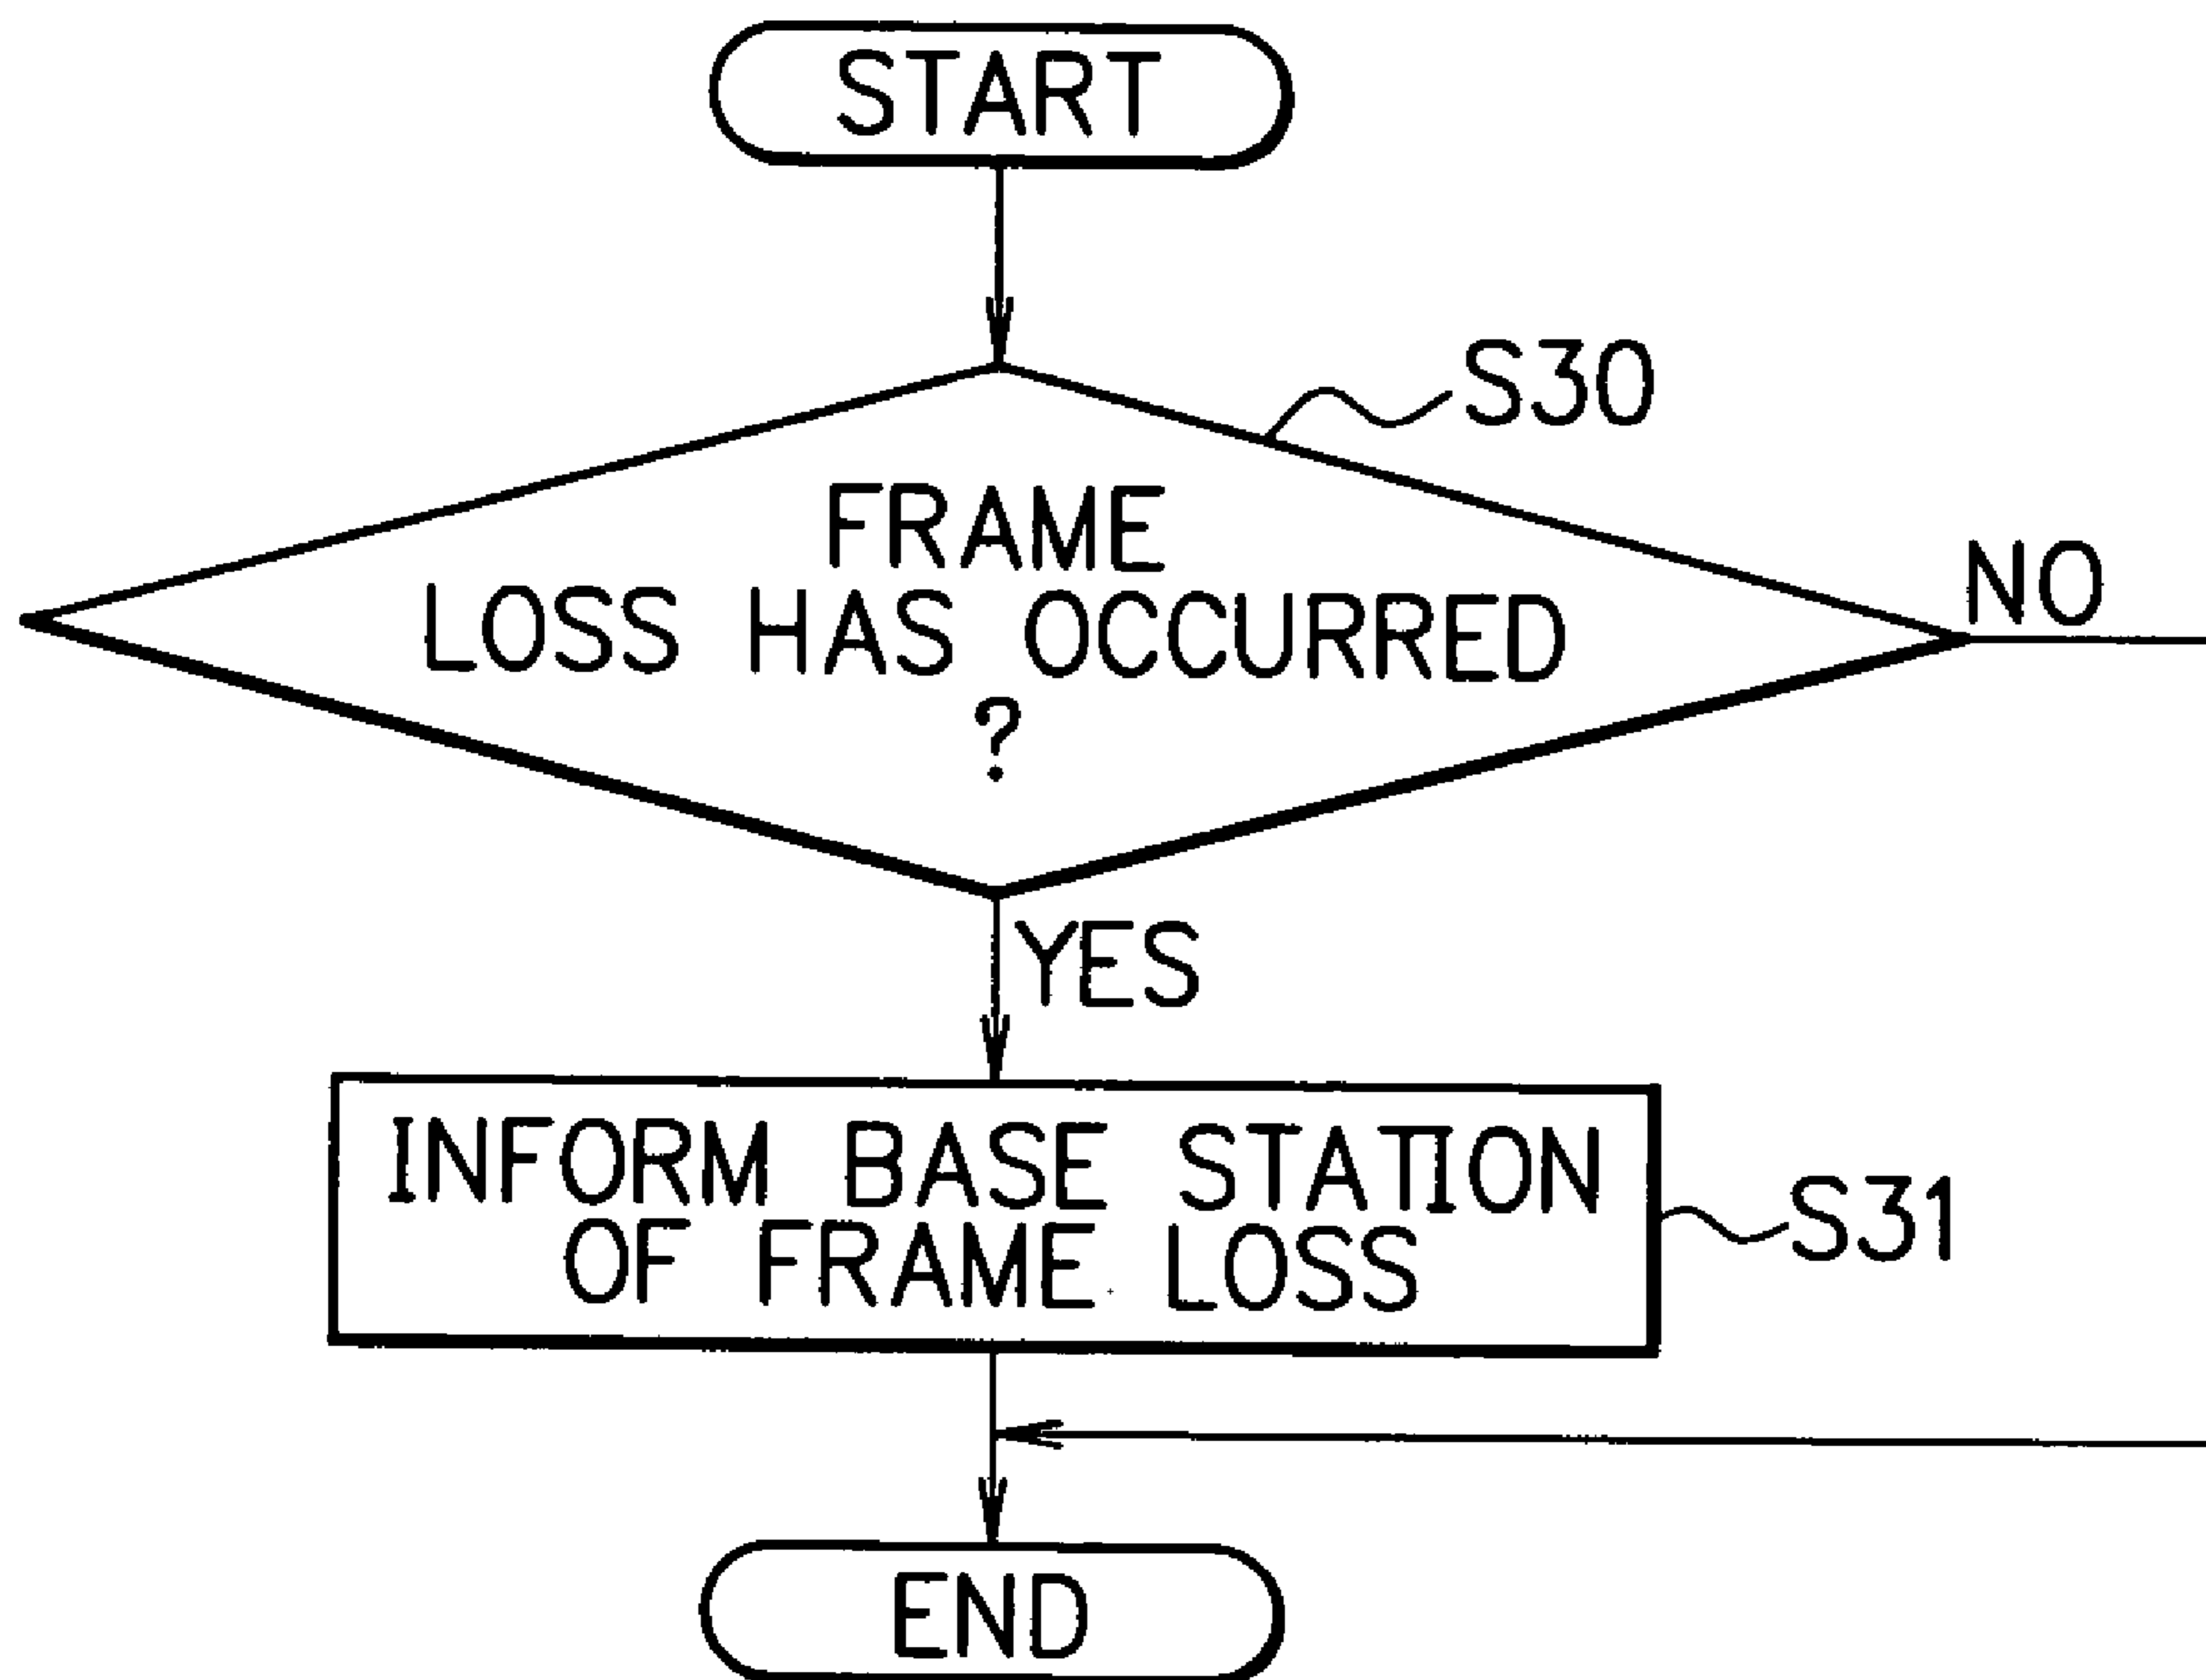 START
S30
FRAME
LOSS HAS OCCURRED
?
NO
YES
INFORM BASE STATION
OF FRAME LOSS
S31
END